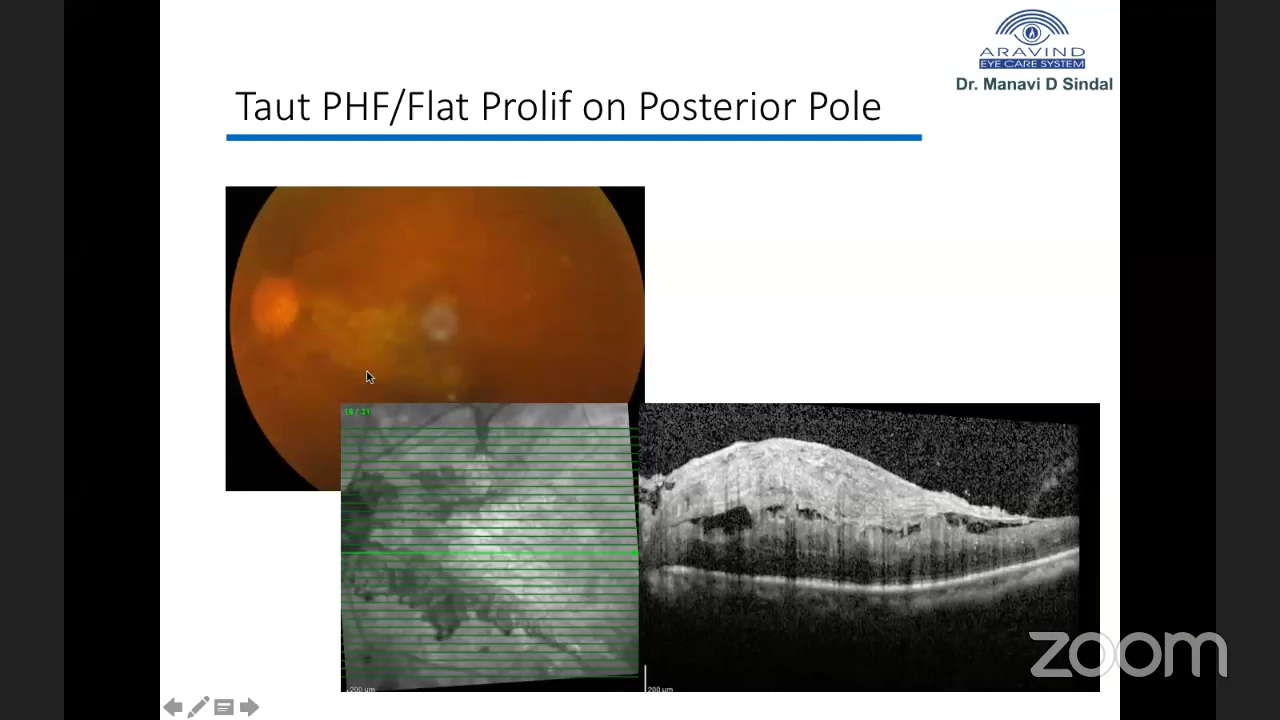 ARAVIND
EYE CARE SYSTEM
Dr. Manavi D Sindal
Taut PHF/Flat Prolif on Posterior Pole
16 / 31
200 µm
200 µm
zoom